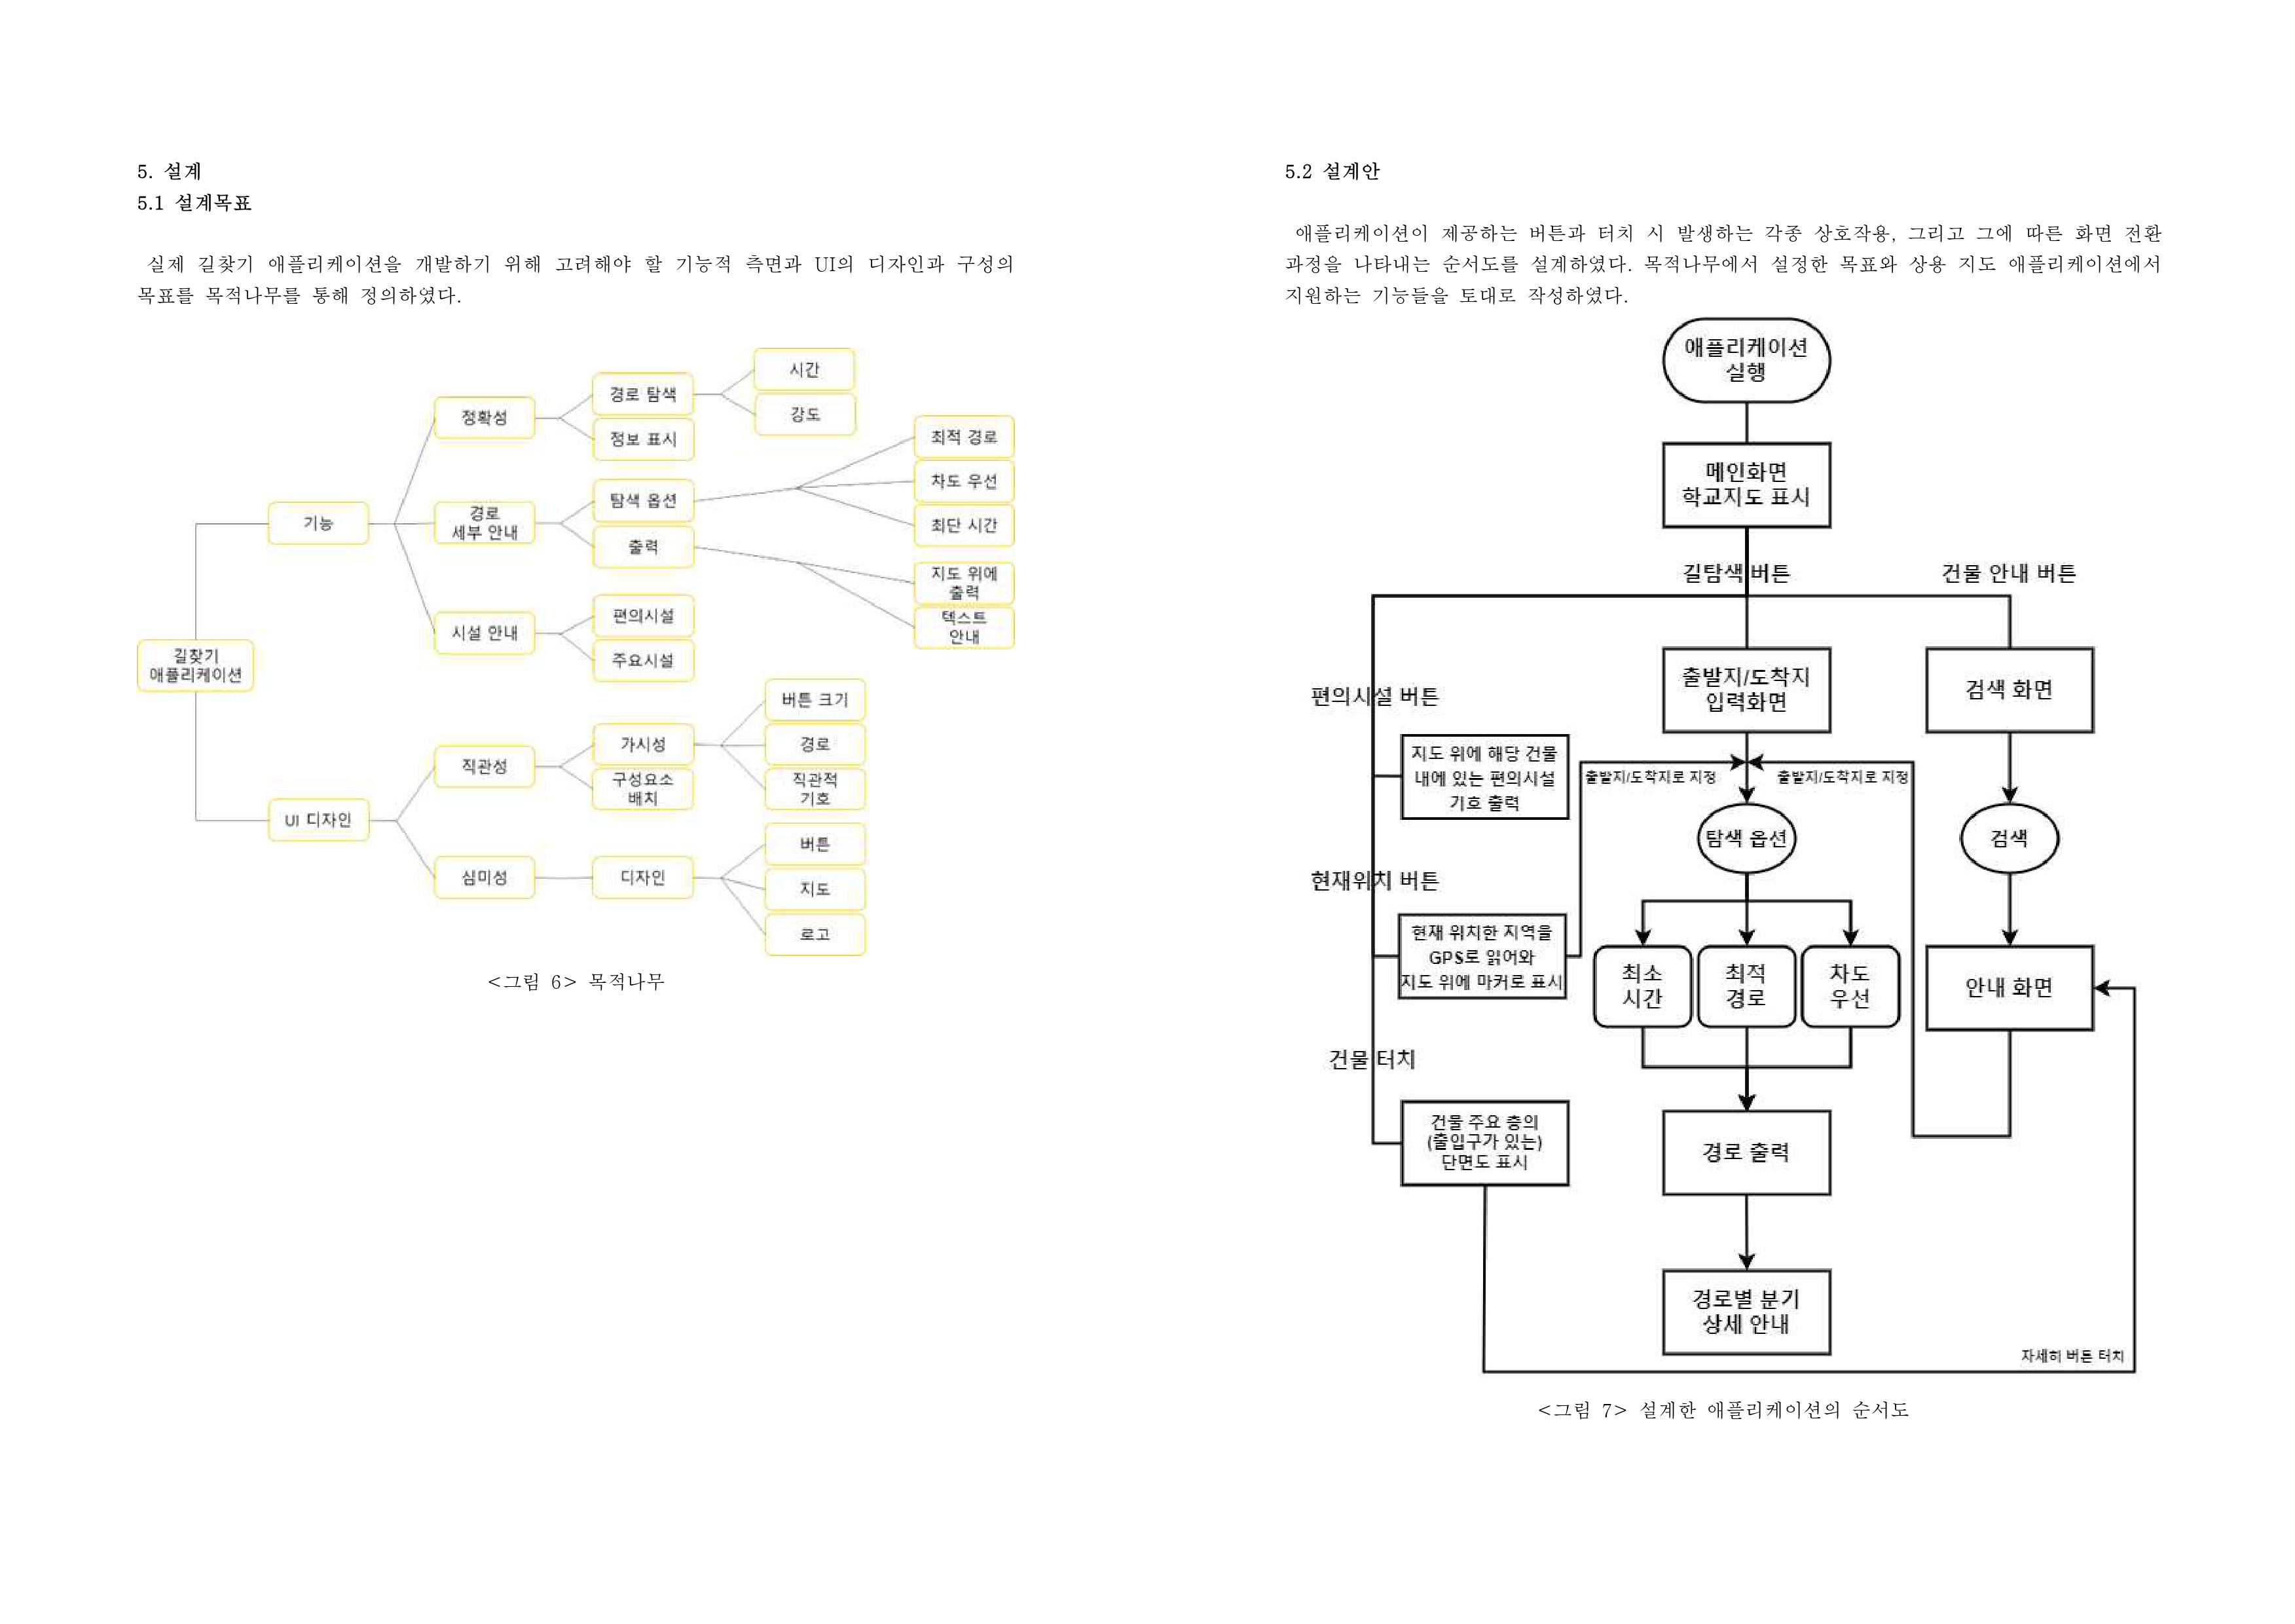 5. 설계
5.1 설계목표
실제 길찾기 애플리케이션을 개발하기 위해 고려해야 할 기능적 측면과 UI의 디자인과 구성의
목표를 목적나무를 통해 정의하였다.
길찾기
애플리케이션
기능
정확성
경로 탐색
시간
강도
정보 표시
경로
세부 안내
탐색 옵션
최적 경로
차도 우선
최단 시간
출력
지도 위에
출력
텍스트
안내
시설 안내
편의시설
주요시설
UI 디자인
직관성
가시성
버튼 크기
경로
직관적
기호
구성요소
배치
심미성
디자인
버튼
지도
로고
<그림 6> 목적나무
5.2 설계안
애플리케이션이 제공하는 버튼과 터치 시 발생하는 각종 상호작용, 그리고 그에 따른 화면 전환
과정을 나타내는 순서도를 설계하였다. 목적나무에서 설정한 목표와 상용 지도 애플리케이션에서
지원하는 기능들을 토대로 작성하였다.
애플리케이션
실행
메인화면
학교지도 표시
길탐색 버튼
건물 안내 버튼
출발지/도착지
입력화면
검색 화면
편의시설 버튼
지도 위에 해당 건물
내에 있는 편의시설
기호 출력
출발지/도착지로 지정
출발지/도착지로 지정
탐색 옵션
검색
현재위치 버튼
현재 위치한 지역을
GPS로 읽어와
지도 위에 마커로 표시
최소
시간
최적
경로
차도
우선
안내 화면
건물 터치
건물 주요 층의
(출입구가 있는)
단면도 표시
경로 출력
경로별 분기
상세 안내
자세히 버튼 터치
<그림 7> 설계한 애플리케이션의 순서도